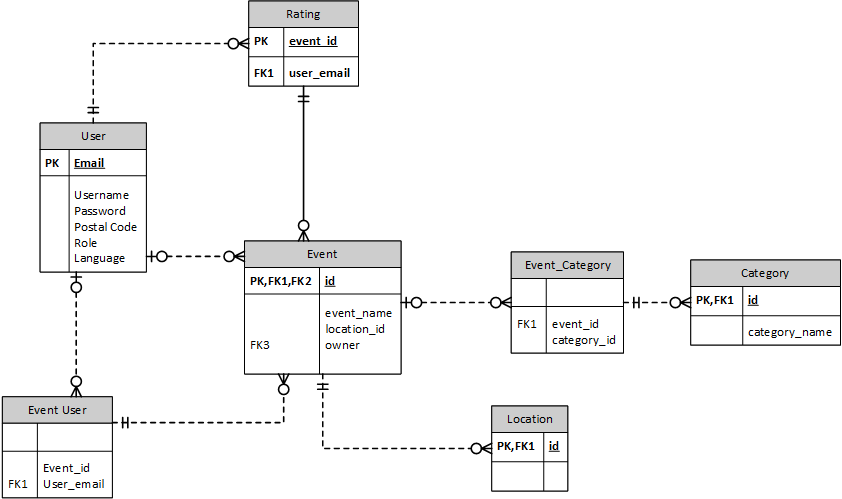 Rating
PK event_id
FK1 user_email
User
PK Email
Username
Password
Postal Code
Role
Language
Event
PK,FK1,FK2 id
event_name
location_id
FK3 owner
Event_Category
FK1 event_id
category_id
Category
PK,FK1 id
category_name
Event User
Event_id
FK1 User_email
Location
PK,FK1 id